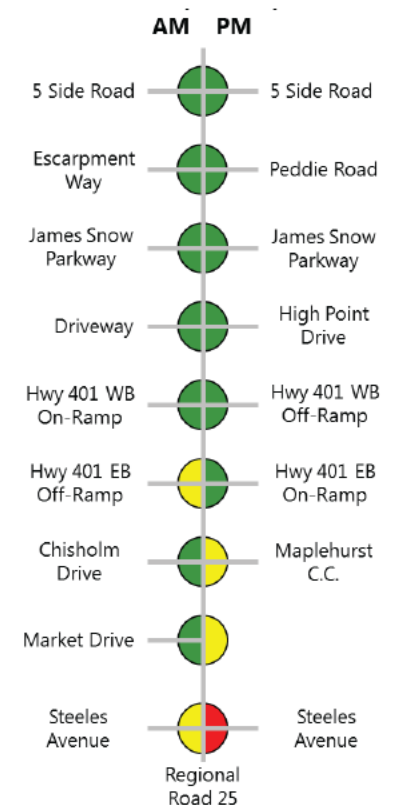 AM PM
5 Side Road 5 Side Road
Escarpment
Way
Peddie Road
James Snow
Parkway
James Snow
Parkway
Driveway
High Point
Drive
Hwy 401 WB
On-Ramp
Hwy 401 WB
Off-Ramp
Hwy 401 EB
Off-Ramp
Hwy 401 EB
On-Ramp
Chisholm
Drive
Maplehurst
C.C.
Market Drive
Steeles
Avenue
Steeles
Avenue
Regional
Road 25